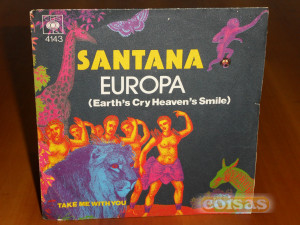 CBS
4143
SANTANA
EUROPA
(Earth's Cry Heaven's Smile)
TAKE ME WITH YOU
coisas